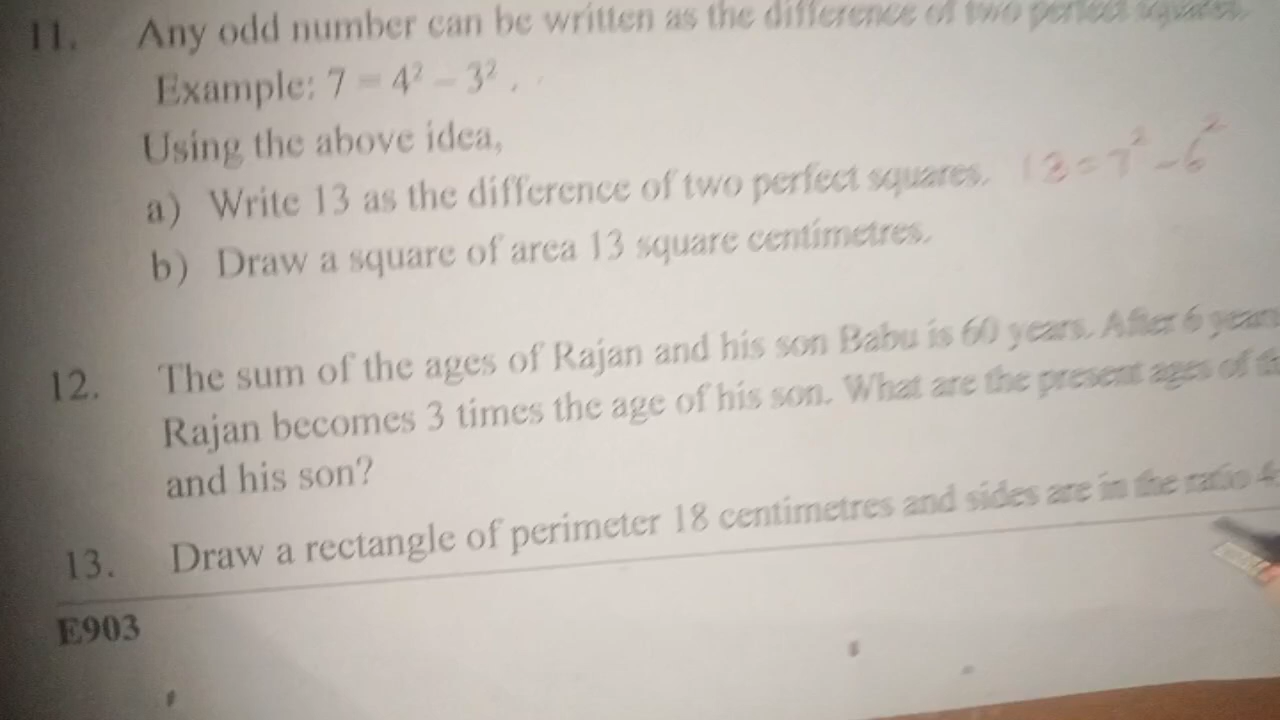 11. Any odd number can be written as the difference of two perfect squares.
Example: 7 = 4² – 3² .
Using the above idea,
a) Write 13 as the difference of two perfect squares. 13 = 7² – 6²
b) Draw a square of area 13 square centimetres.
12. The sum of the ages of Rajan and his son Babu is 60 years. After 6 years
Rajan becomes 3 times the age of his son. What are the present ages of
and his son?
13. Draw a rectangle of perimeter 18 centimetres and sides are in the ratio
E903